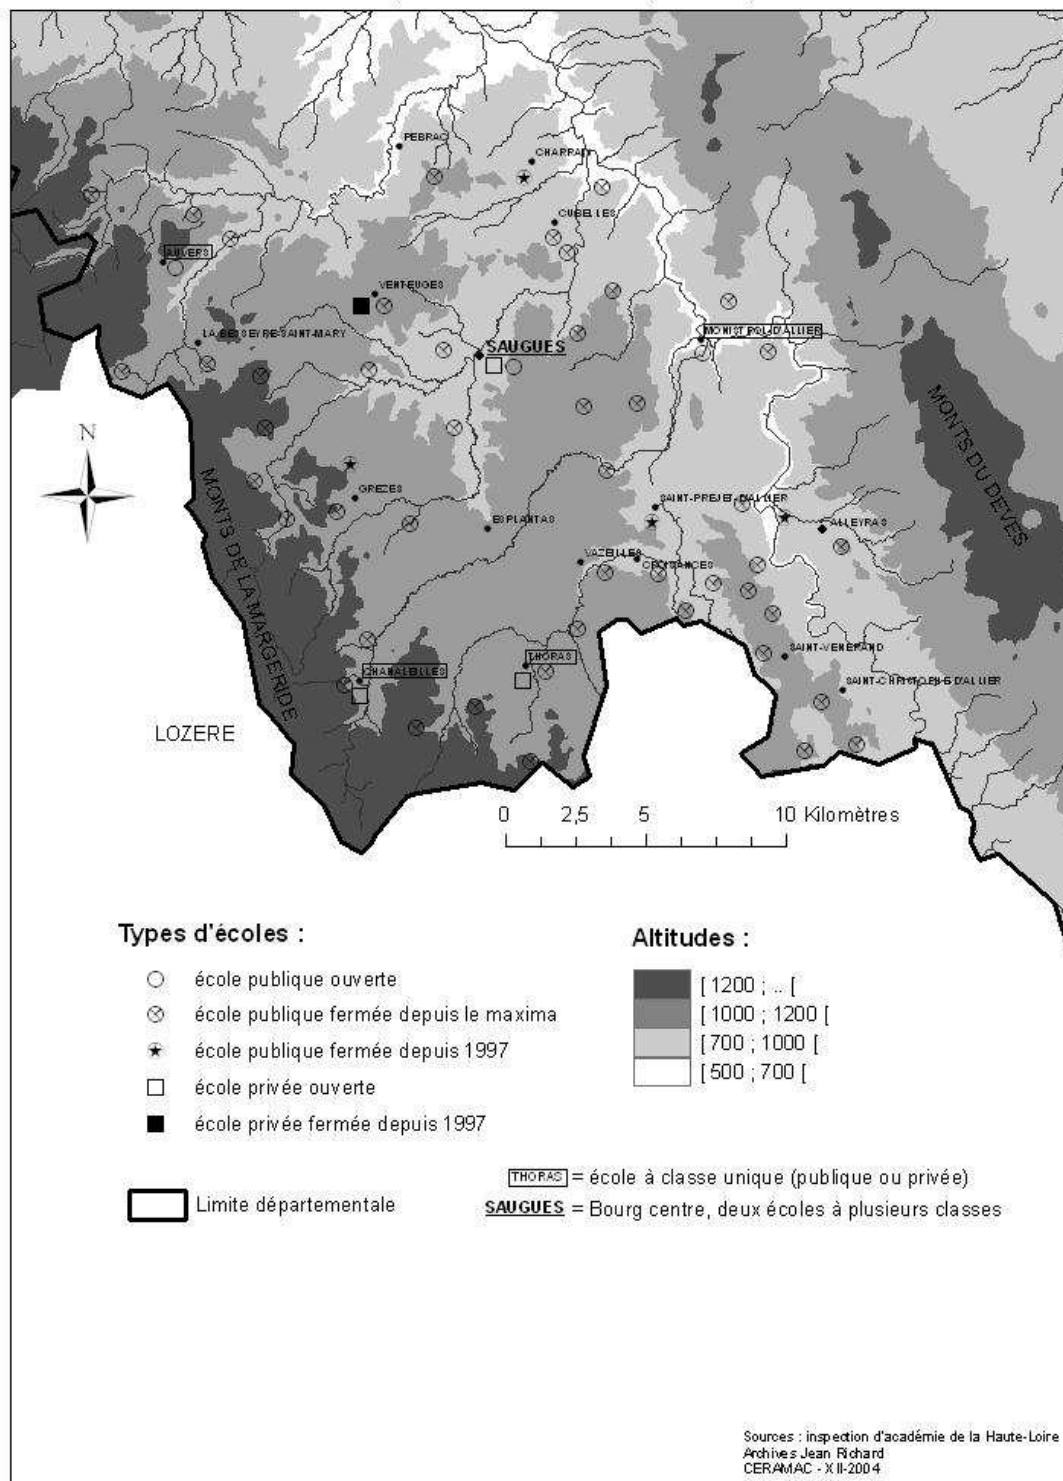 PEBRAC
CHARRAIX
CUBELLES
AUVERS
VENTEUGES
LA BESSEYRE-SAINT-MARY
SAUGUES
MONISTROL-D'ALLIER
MONTS DU DEVES
N
MONTS DE LA MARGERIDE
GREZES
SAINT-PREJET-D'ALLIER
ESPLANTAS
ALLEYRAS
VAZEILLES
CROISANCES
THORAS
SAINT-VENERAND
CHANALEILLES
SAINT-CHRISTOPHE-D'ALLIER
LOZERE
0 2,5 5 10 Kilomètres
Types d'écoles :
école publique ouverte
école publique fermée depuis le maxima
école publique fermée depuis 1997
école privée ouverte
école privée fermée depuis 1997
Limite départementale
Altitudes :
[ 1200 ; .. [
[ 1000 ; 1200 [
[ 700 ; 1000 [
[ 500 ; 700 [
THORAS = école à classe unique (publique ou privée)
SAUGUES = Bourg centre, deux écoles à plusieurs classes
Sources : inspection d'académie de la Haute-Loire
Archives Jean Richard
CERAMAC - XII-2004